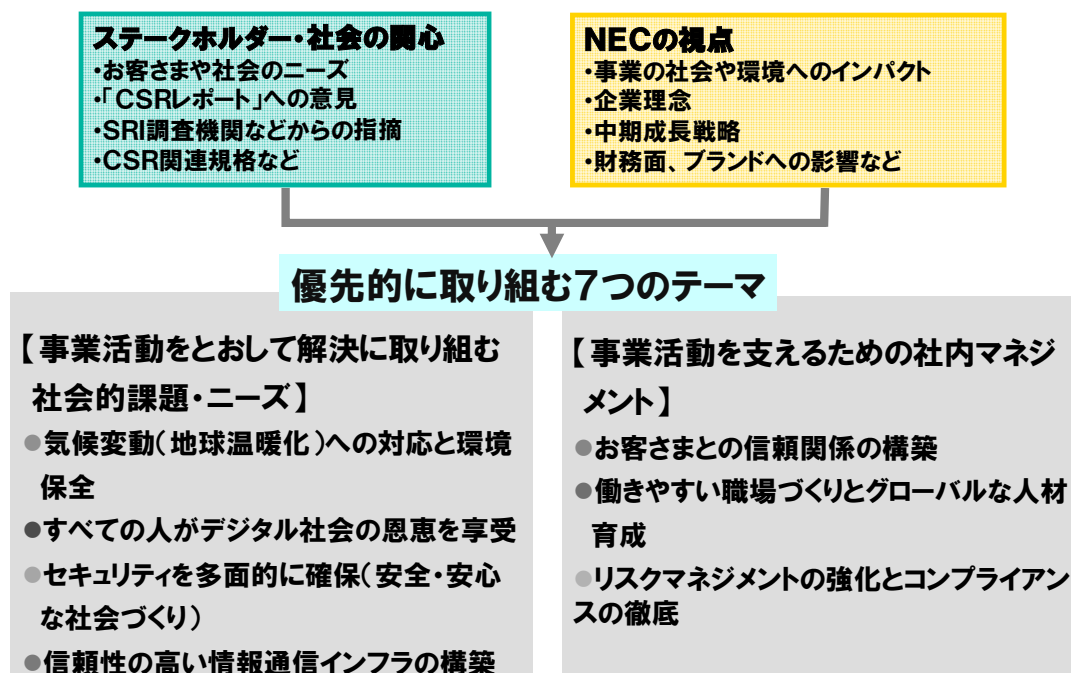 ステークホルダー・社会の関心
・お客さまや社会のニーズ
・「CSRレポート」への意見
・SRI調査機関などからの指摘
・CSR関連規格など
NECの視点
・事業の社会や環境へのインパクト
・企業理念
・中期成長戦略
・財務面、ブランドへの影響など
優先的に取り組む7つのテーマ
【事業活動をとおして解決に取り組む
社会的課題・ニーズ】
●気候変動(地球温暖化)への対応と環境
保全
●すべての人がデジタル社会の恩恵を享受
●セキュリティを多面的に確保(安全・安心
な社会づくり)
●信頼性の高い情報通信インフラの構築
【事業活動を支えるための社内マネジ
メント】
●お客さまとの信頼関係の構築
●働きやすい職場づくりとグローバルな人材
育成
●リスクマネジメントの強化とコンプライアン
スの徹底